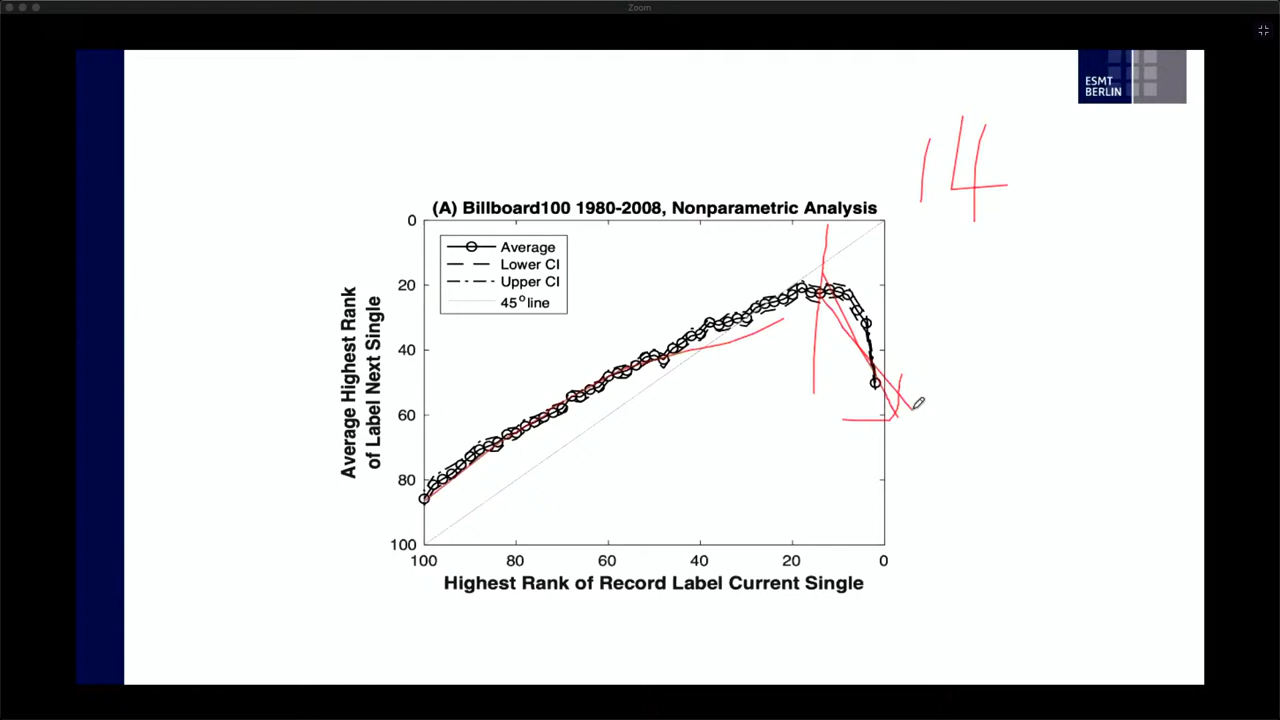 Zoom
ESMT
BERLIN
14
(A) Billboard100 1980-2008, Nonparametric Analysis
Average
Lower CI
Upper CI
45° line
0
20
40
60
80
100
Average Highest Rank
of Label Next Single
100
80
60
40
20
0
Highest Rank of Record Label Current Single